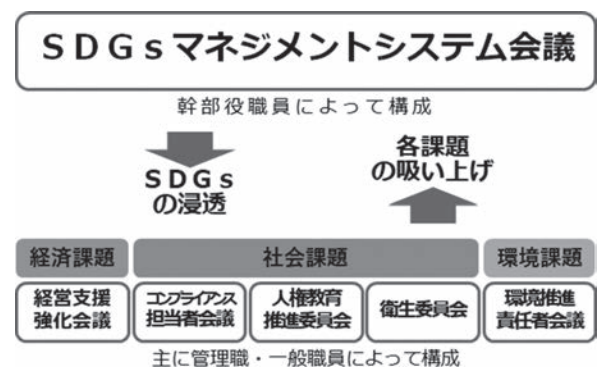 SDGsマネジメントシステム会議
幹部役職員によって構成
SDGs
の浸透
各課題
の吸い上げ
経済課題
社会課題
環境課題
経営支援
強化会議
コンプライアンス
担当者会議
人権教育
推進委員会
衛生委員会
環境推進
責任者会議
主に管理職・一般職員によって構成